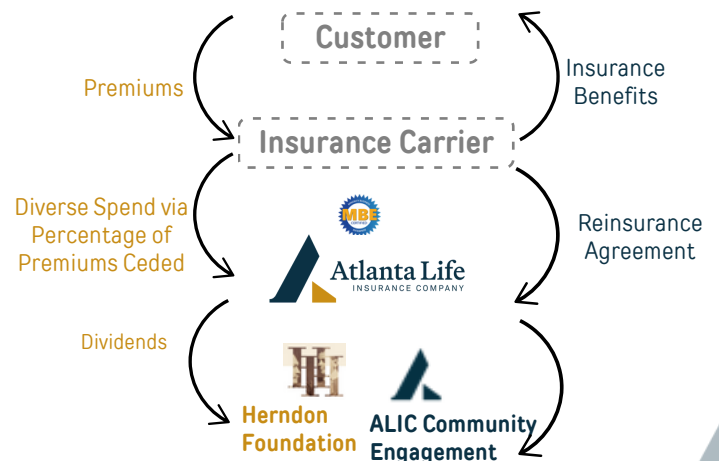 Customer
Premiums
Insurance
Benefits
Insurance Carrier
Diverse Spend via
Percentage of
Premiums Ceded
MBE
Reinsurance
Agreement
Atlanta Life
INSURANCE COMPANY
Dividends
Herndon
Foundation
ALIC Community
Engagement